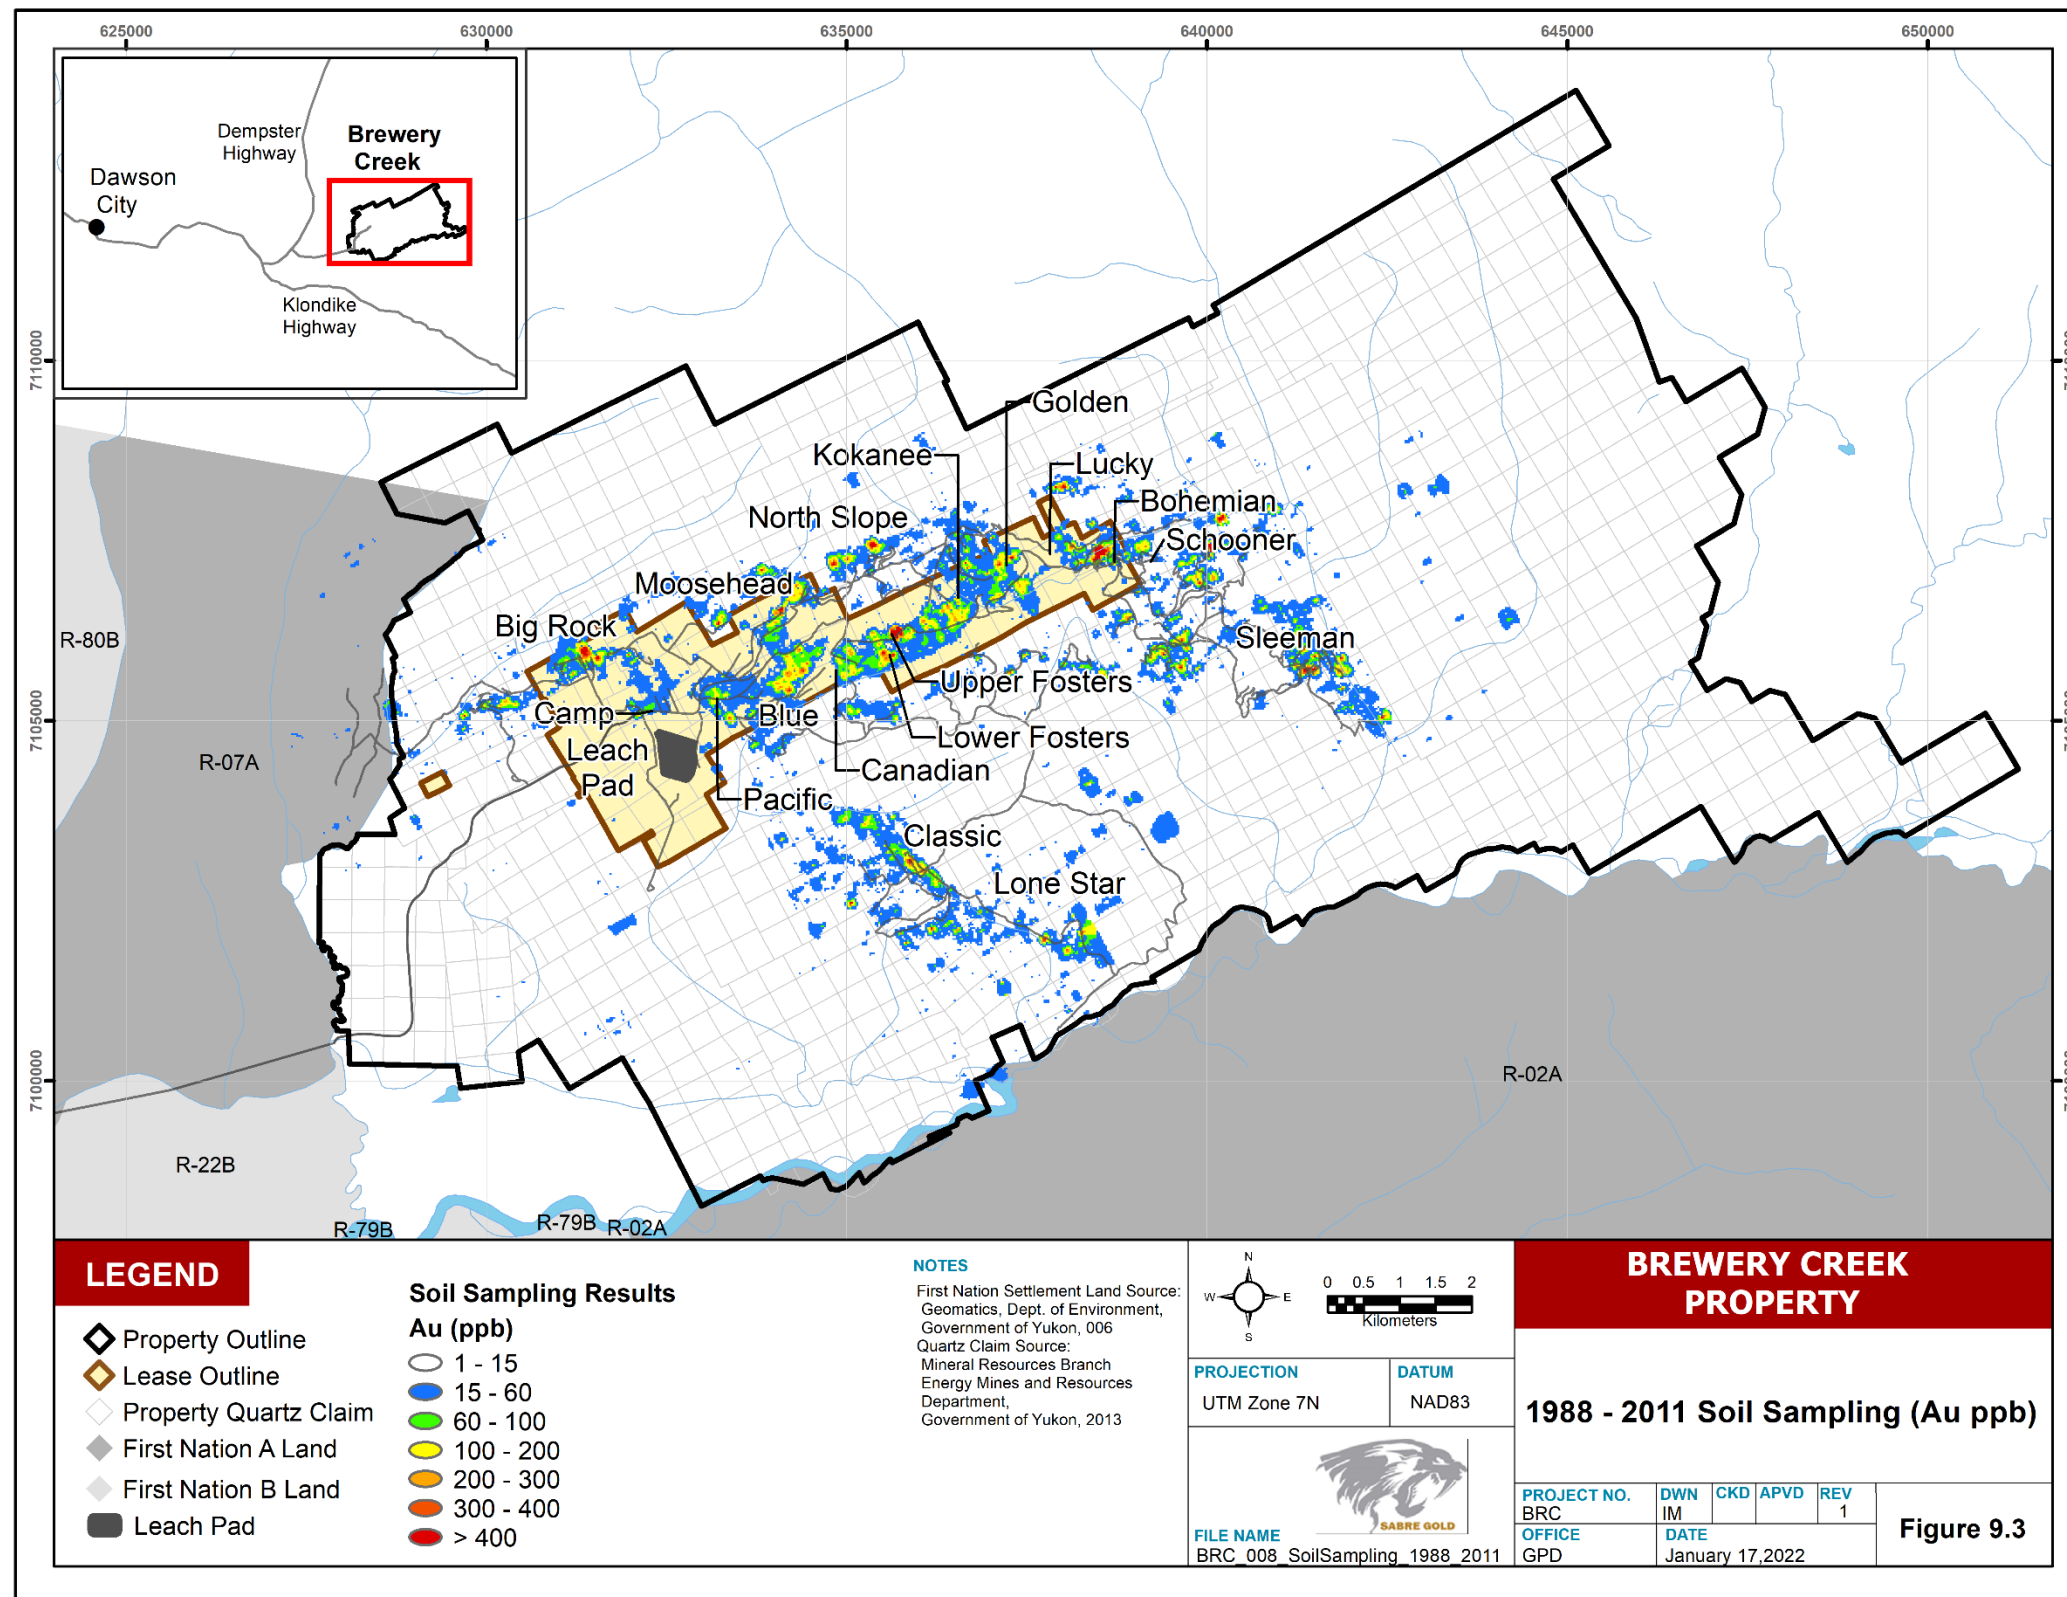 625000 630000 635000 640000 645000 650000
7110000
7105000
7100000
Dempster
Highway
Brewery
Creek
Dawson
City
Klondike
Highway
Golden
Kokanee
Lucky
Bohemian
North Slope
Schooner
Moosehead
Big Rock
Sleeman
R-80B
Upper Fosters
Camp
Blue
Lower Fosters
Leach
Pad
R-07A
Canadian
Pacific
Classic
Lone Star
R-02A
R-22B
R-79B
R-79B
R-02A
LEGEND
Property Outline
Lease Outline
Property Quartz Claim
First Nation A Land
First Nation B Land
Leach Pad
Soil Sampling Results
Au (ppb)
1 - 15
15 - 60
60 - 100
100 - 200
200 - 300
300 - 400
> 400
NOTES
First Nation Settlement Land Source:
Geomatics, Dept. of Environment,
Government of Yukon, 006
Quartz Claim Source:
Mineral Resources Branch
Energy Mines and Resources
Department,
Government of Yukon, 2013
N
W E
S
0 0.5 1 1.5 2
Kilometers
PROJECTION
UTM Zone 7N
DATUM
NAD83
SABRE GOLD
FILE NAME
BRC_008_SoilSampling_1988_2011
BREWERY CREEK
PROPERTY
1988 - 2011 Soil Sampling (Au ppb)
PROJECT NO.
BRC
DWN
IM
CKD
APVD
REV
1
OFFICE
GPD
DATE
January 17,2022
Figure 9.3